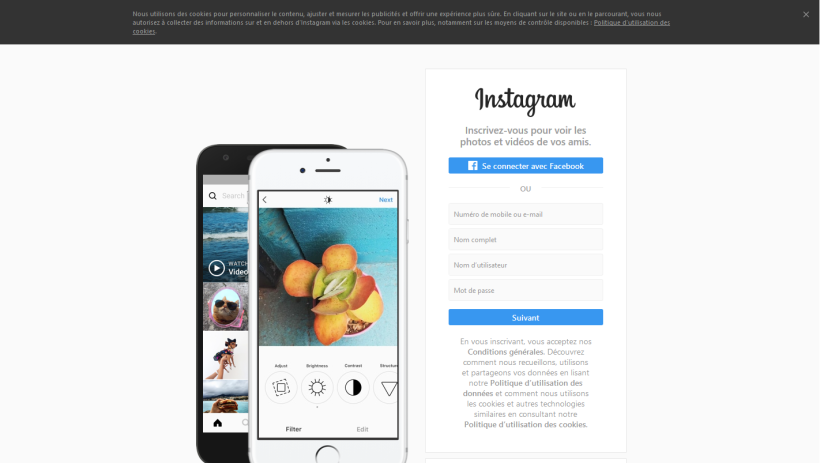 Nous utilisons des cookies pour personnaliser le contenu, ajuster et mesurer les publicités et offrir une expérience plus sûre. En cliquant sur le site ou en le parcourant, vous nous
autorisez à collecter des informations sur et en dehors d'Instagram via les cookies. Pour en savoir plus, notamment sur les moyens de contrôle disponibles : Politique d'utilisation des
cookies.
Instagram
Inscrivez-vous pour voir les
photos et vidéos de vos amis.
Se connecter avec Facebook
OU
Numéro de mobile ou e-mail
Nom complet
Nom d'utilisateur
Mot de passe
Suivant
En vous inscrivant, vous acceptez nos
Conditions générales. Découvrez
comment nous recueillons, utilisons
et partageons vos données en lisant
notre Politique d'utilisation des
données et comment nous utilisons
les cookies et autres technologies
similaires en consultant notre
Politique d'utilisation des cookies.
Search
WATCH
Video
Next
Adjust Brightness Contrast Structur
Filter Edit